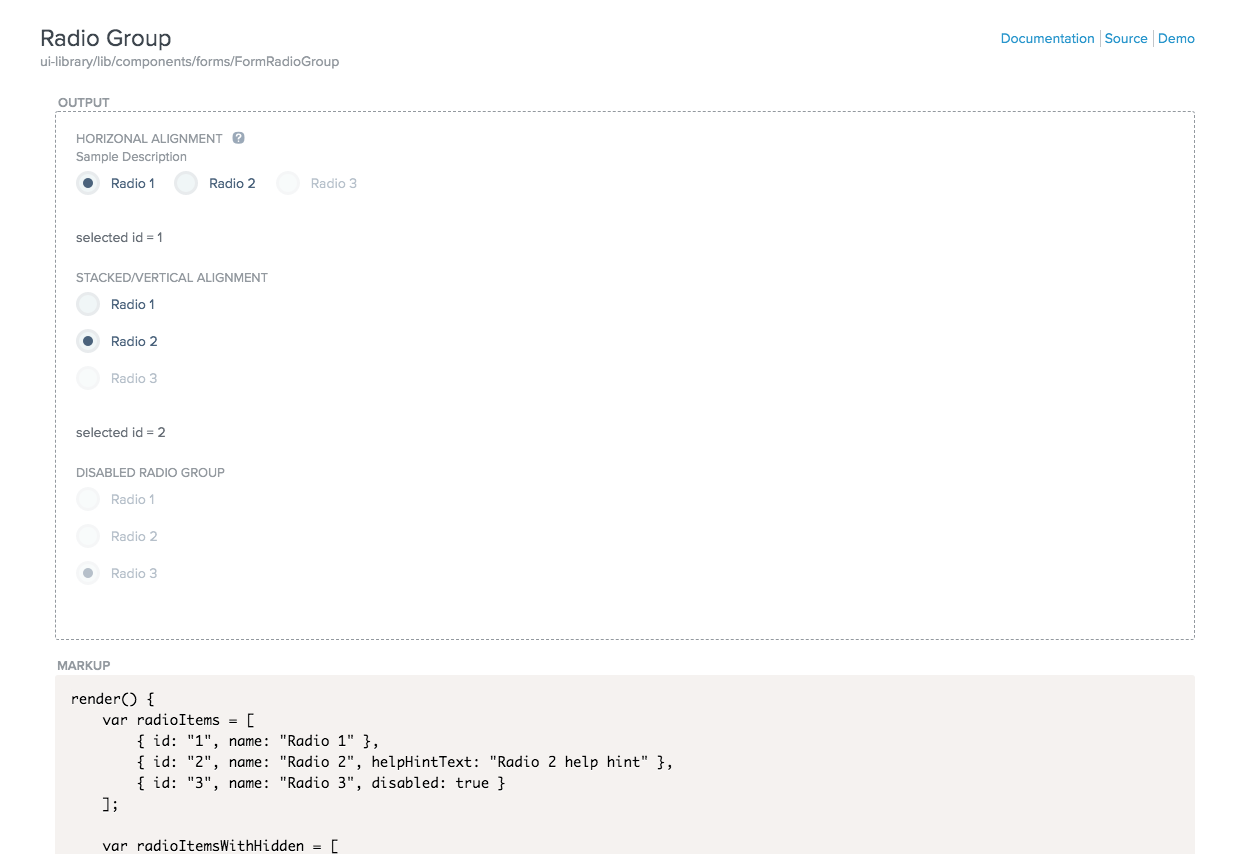 Radio Group
Documentation Source Demo
ui-library/lib/components/forms/FormRadioGroup
OUTPUT
HORIZONAL ALIGNMENT ?
Sample Description
Radio 1 Radio 2 Radio 3
selected id = 1
STACKED/VERTICAL ALIGNMENT
Radio 1
Radio 2
Radio 3
selected id = 2
DISABLED RADIO GROUP
Radio 1
Radio 2
Radio 3
MARKUP
render() {
    var radioItems = [
        { id: "1", name: "Radio 1" },
        { id: "2", name: "Radio 2", helpHintText: "Radio 2 help hint" },
        { id: "3", name: "Radio 3", disabled: true }
    ];
    var radioItemsWithHidden = [